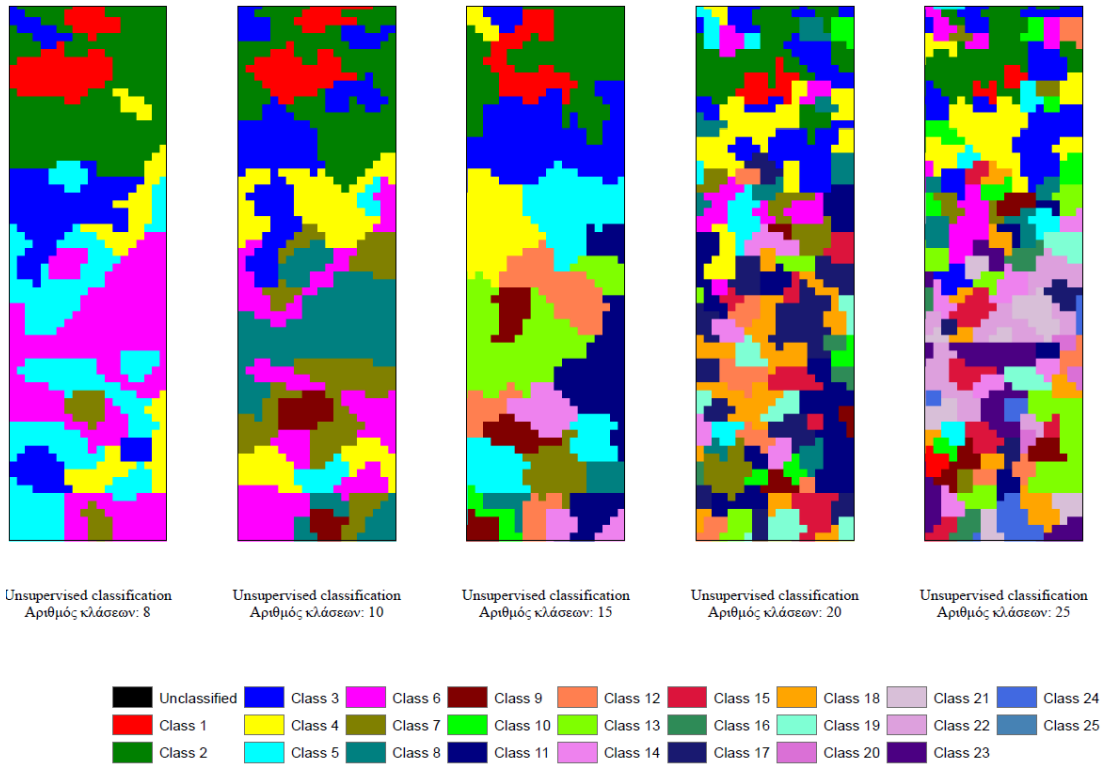 Unsupervised classification
Αριθμός κλάσεων: 8
Unsupervised classification
Αριθμός κλάσεων: 10
Unsupervised classification
Αριθμός κλάσεων: 15
Unsupervised classification
Αριθμός κλάσεων: 20
Unsupervised classification
Αριθμός κλάσεων: 25
Unclassified
Class 1
Class 2
Class 3
Class 4
Class 5
Class 6
Class 7
Class 8
Class 9
Class 10
Class 11
Class 12
Class 13
Class 14
Class 15
Class 16
Class 17
Class 18
Class 19
Class 20
Class 21
Class 22
Class 23
Class 24
Class 25